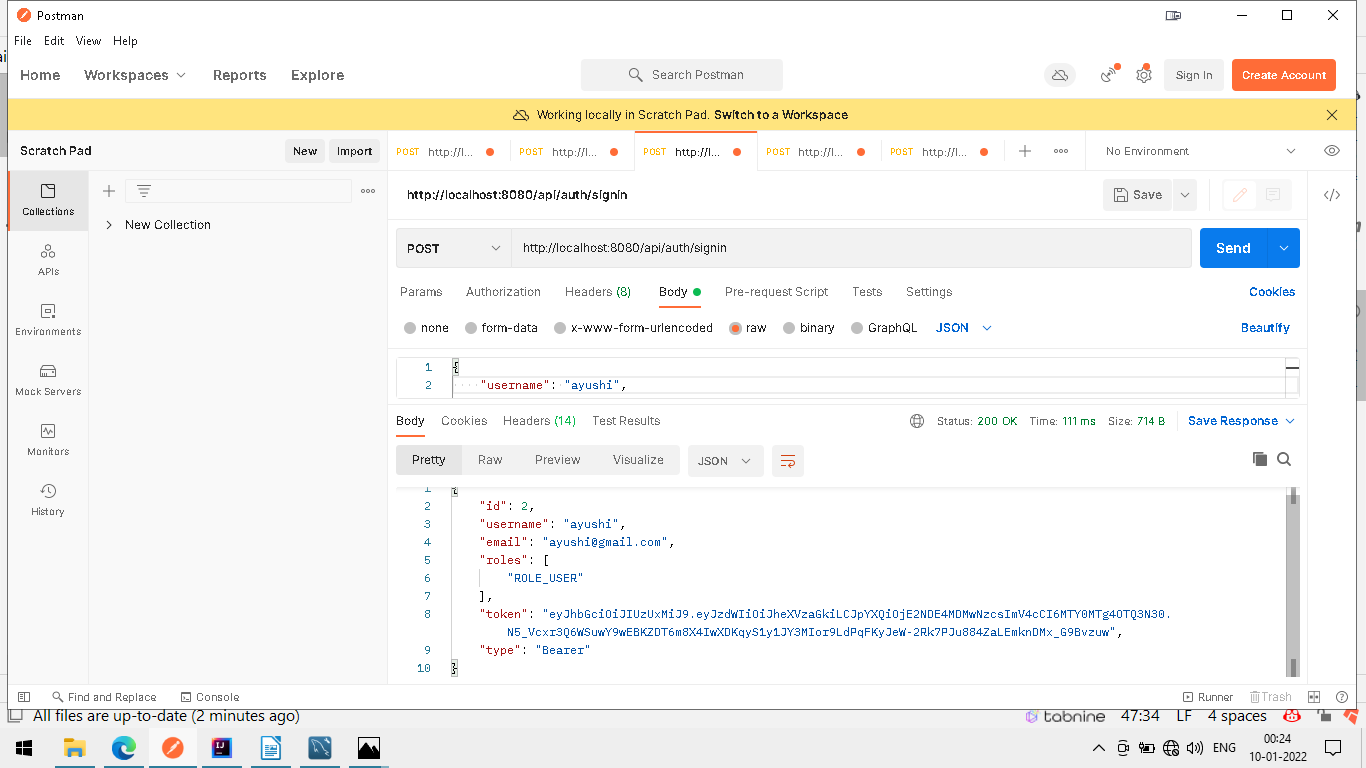 Postman
File Edit View Help
Home Workspaces Reports Explore Search Postman Sign In Create Account
Working locally in Scratch Pad. Switch to a Workspace
Scratch Pad New Import
POST http://l... POST http://l... POST http://l... POST http://l... POST http://l... No Environment
http://localhost:8080/api/auth/signin Save
Collections
New Collection
APIs
Environments
Mock Servers
Monitors
History
POST http://localhost:8080/api/auth/signin Send
Params Authorization Headers (8) Body Pre-request Script Tests Settings Cookies
none form-data x-www-form-urlencoded raw binary GraphQL JSON Beautify
1 {
2 "username": "ayushi",
Body Cookies Headers (14) Test Results Status: 200 OK Time: 111 ms Size: 714 B Save Response
Pretty Raw Preview Visualize JSON
1 {
2 "id": 2,
3 "username": "ayushi",
4 "email": "ayushi@gmail.com",
5 "roles": [
6 "ROLE_USER"
7 ],
8 "token": "eyJhbGciOiJIUzUxMiJ9.eyJzdWIiOiJheXVzaGkiLCJpYXQiOjE2NDE4MDMwNzcsImV4cCI6MTY0MTg4OTQ3N30.
N5_Vcxr3Q6WSuwY9wEBKZDT6m8X4IwXDKqyS1y1JY3MIor9LdPqFKyJeW-2Rk7PJu884ZaLEmknDMx_G9Bvzuw",
9 "type": "Bearer"
10 }
Find and Replace Console Runner Trash
All files are up-to-date (2 minutes ago) tabnine 47:34 LF 4 spaces
ENG 00:24
10-01-2022